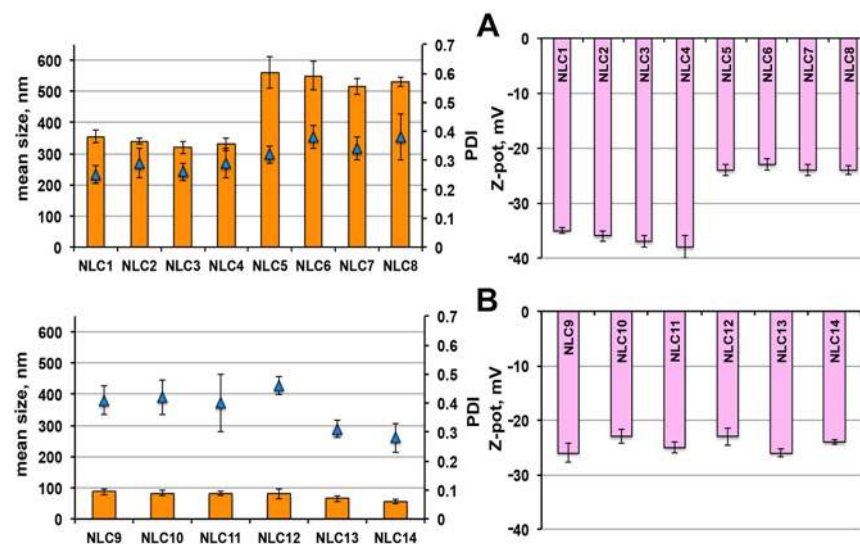 A
mean size, nm
600
500
400
300
200
100
0
0.7
0.6
0.5
0.4
0.3
0.2
0.1
0
PDI
NLC1 NLC2 NLC3 NLC4 NLC5 NLC6 NLC7 NLC8
Z-pot, mV
0
-10
-20
-30
-40
NLC1
NLC2
NLC3
NLC4
NLC5
NLC6
NLC7
NLC8
B
mean size, nm
600
500
400
300
200
100
0
0.7
0.6
0.5
0.4
0.3
0.2
0.1
0
PDI
NLC9 NLC10 NLC11 NLC12 NLC13 NLC14
Z-pot, mV
0
-10
-20
-30
-40
NLC9
NLC10
NLC11
NLC12
NLC13
NLC14